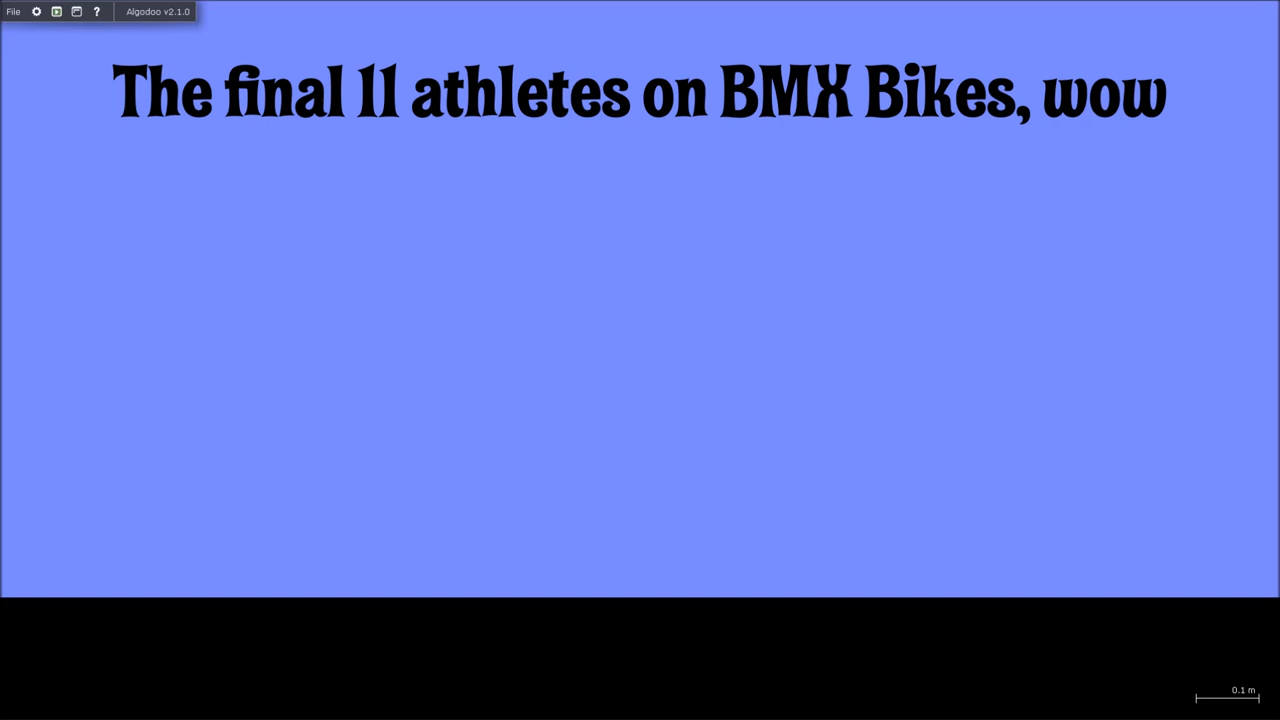 File ? Algodoo v2.1.0
The final 11 athletes on BMX Bikes, wow
0.1 m